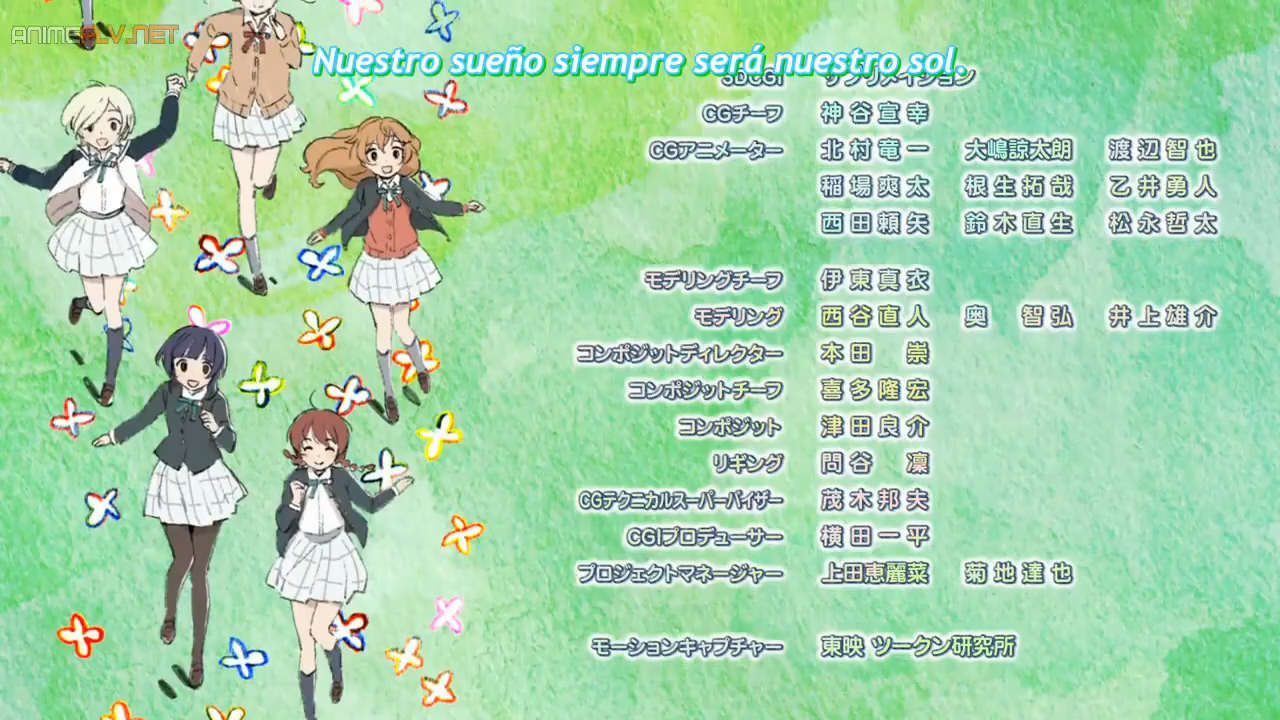 ANIMEFLV.NET
Nuestro sueño siempre será nuestro sol.
3DCGI サンリメイション
CGチーフ 神谷宣幸
CGアニメーター 北村竜一 大嶋諒太朗 渡辺智也
稲場爽太 根生拓哉 乙井勇人
西田頼矢 鈴木直生 松永哲太
モデリングチーフ 伊東真衣
モデリング 西谷直人 奥 智弘 井上雄介
コンポジットディレクター 本田 崇
コンポジットチーフ 喜多隆宏
コンポジット 津田良介
リギング 問谷 凜
CGテクニカルスーパーバイザー 茂木邦夫
CGIプロデューサー 横田一平
プロジェクトマネージャー 上田恵麗菜 菊地達也
モーションキャプチャー 東映 ツークン研究所